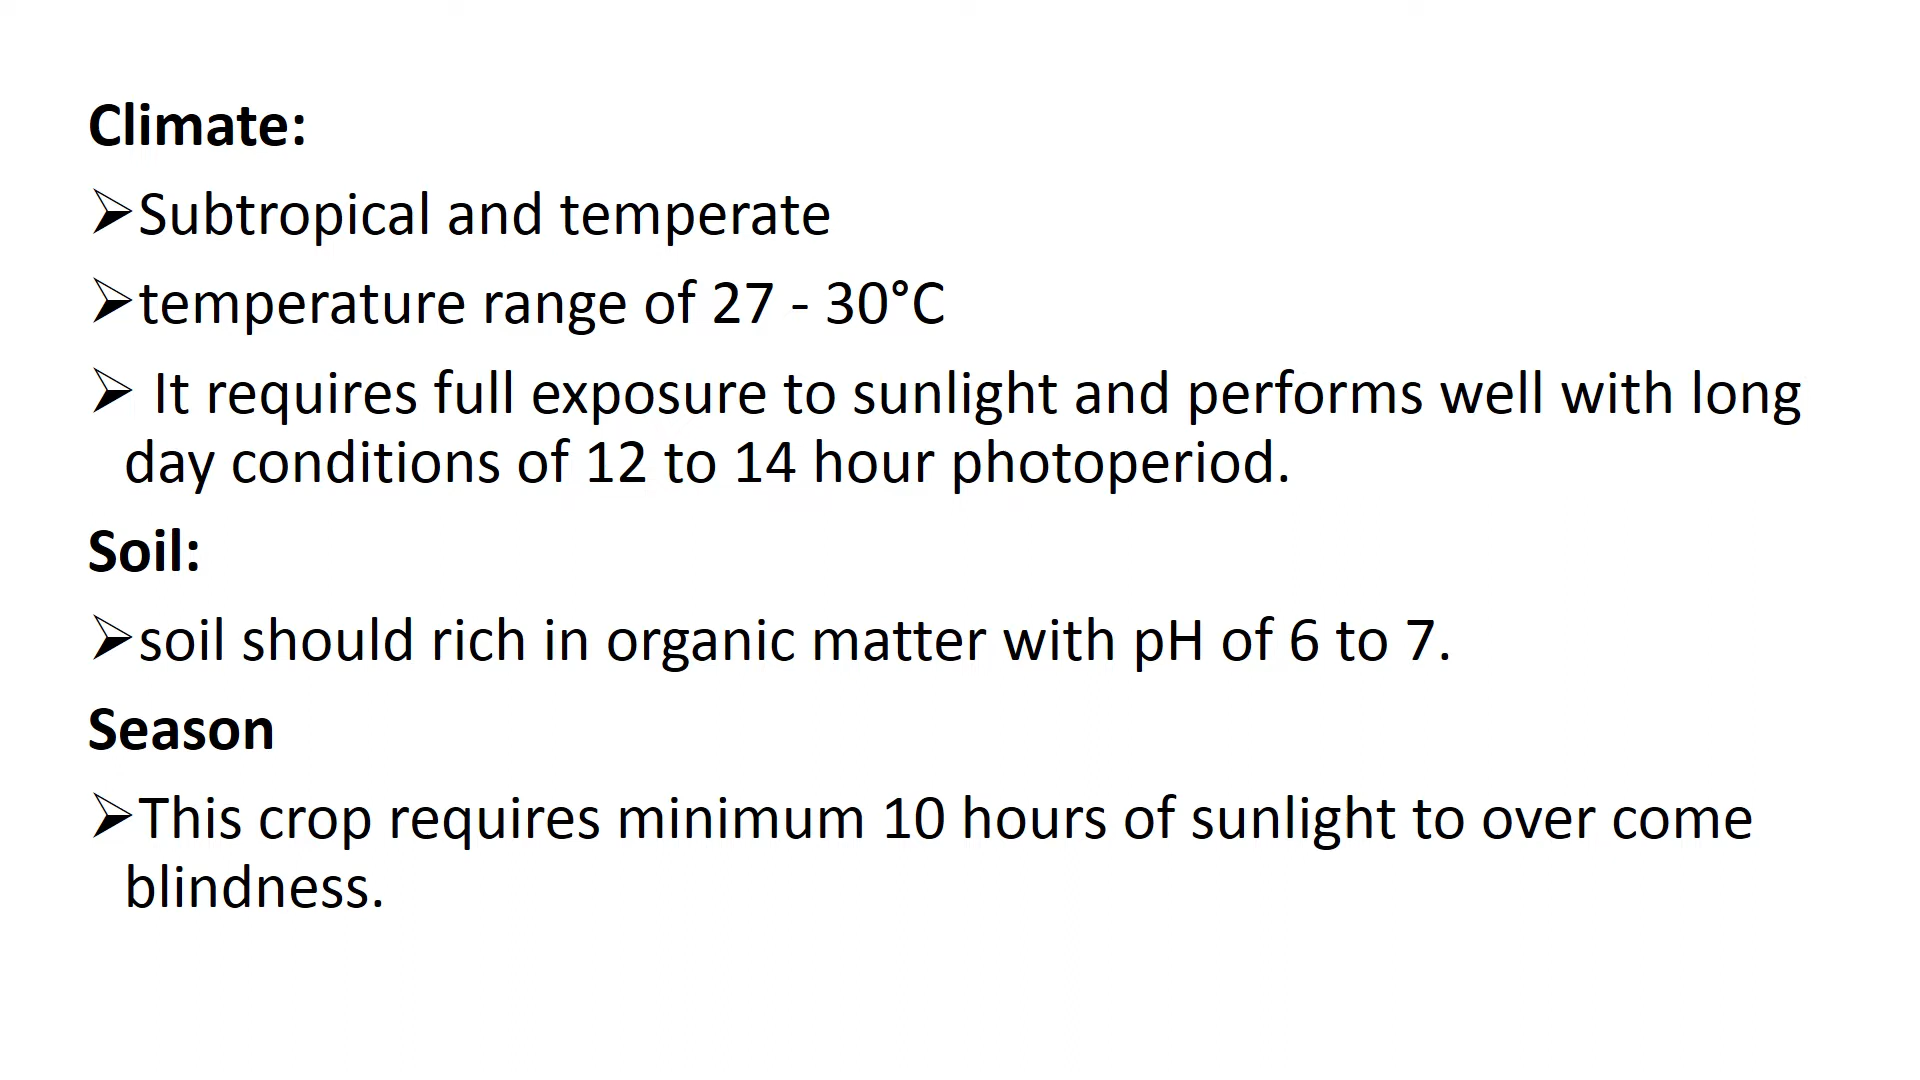 Climate:
➢Subtropical and temperate
➢temperature range of 27 - 30°C
➢ It requires full exposure to sunlight and performs well with long
day conditions of 12 to 14 hour photoperiod.
Soil:
➢soil should rich in organic matter with pH of 6 to 7.
Season
➢This crop requires minimum 10 hours of sunlight to over come
blindness.